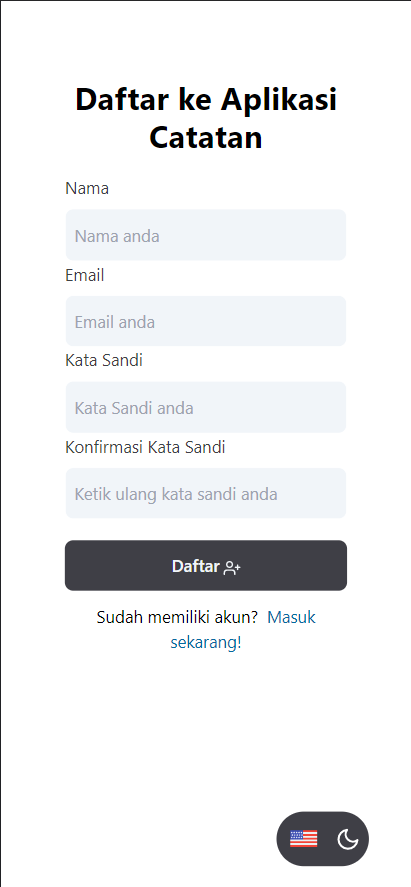 Daftar ke Aplikasi
Catatan
Nama
Nama anda
Email
Email anda
Kata Sandi
Kata Sandi anda
Konfirmasi Kata Sandi
Ketik ulang kata sandi anda
Daftar
Sudah memiliki akun? Masuk
sekarang!